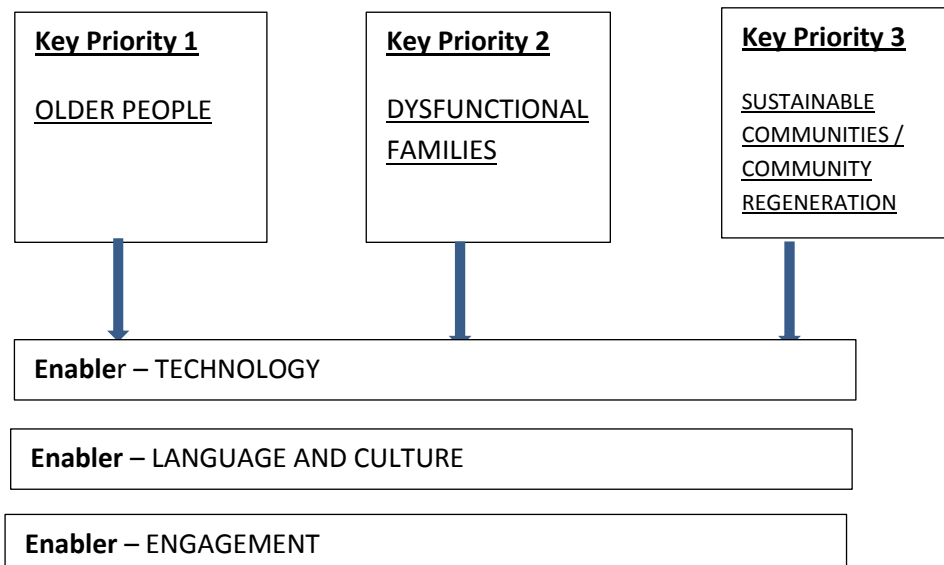 Key Priority 1
OLDER PEOPLE
Key Priority 2
DYSFUNCTIONAL
FAMILIES
Key Priority 3
SUSTAINABLE
COMMUNITIES /
COMMUNITY
REGENERATION
Enabler – TECHNOLOGY
Enabler – LANGUAGE AND CULTURE
Enabler – ENGAGEMENT